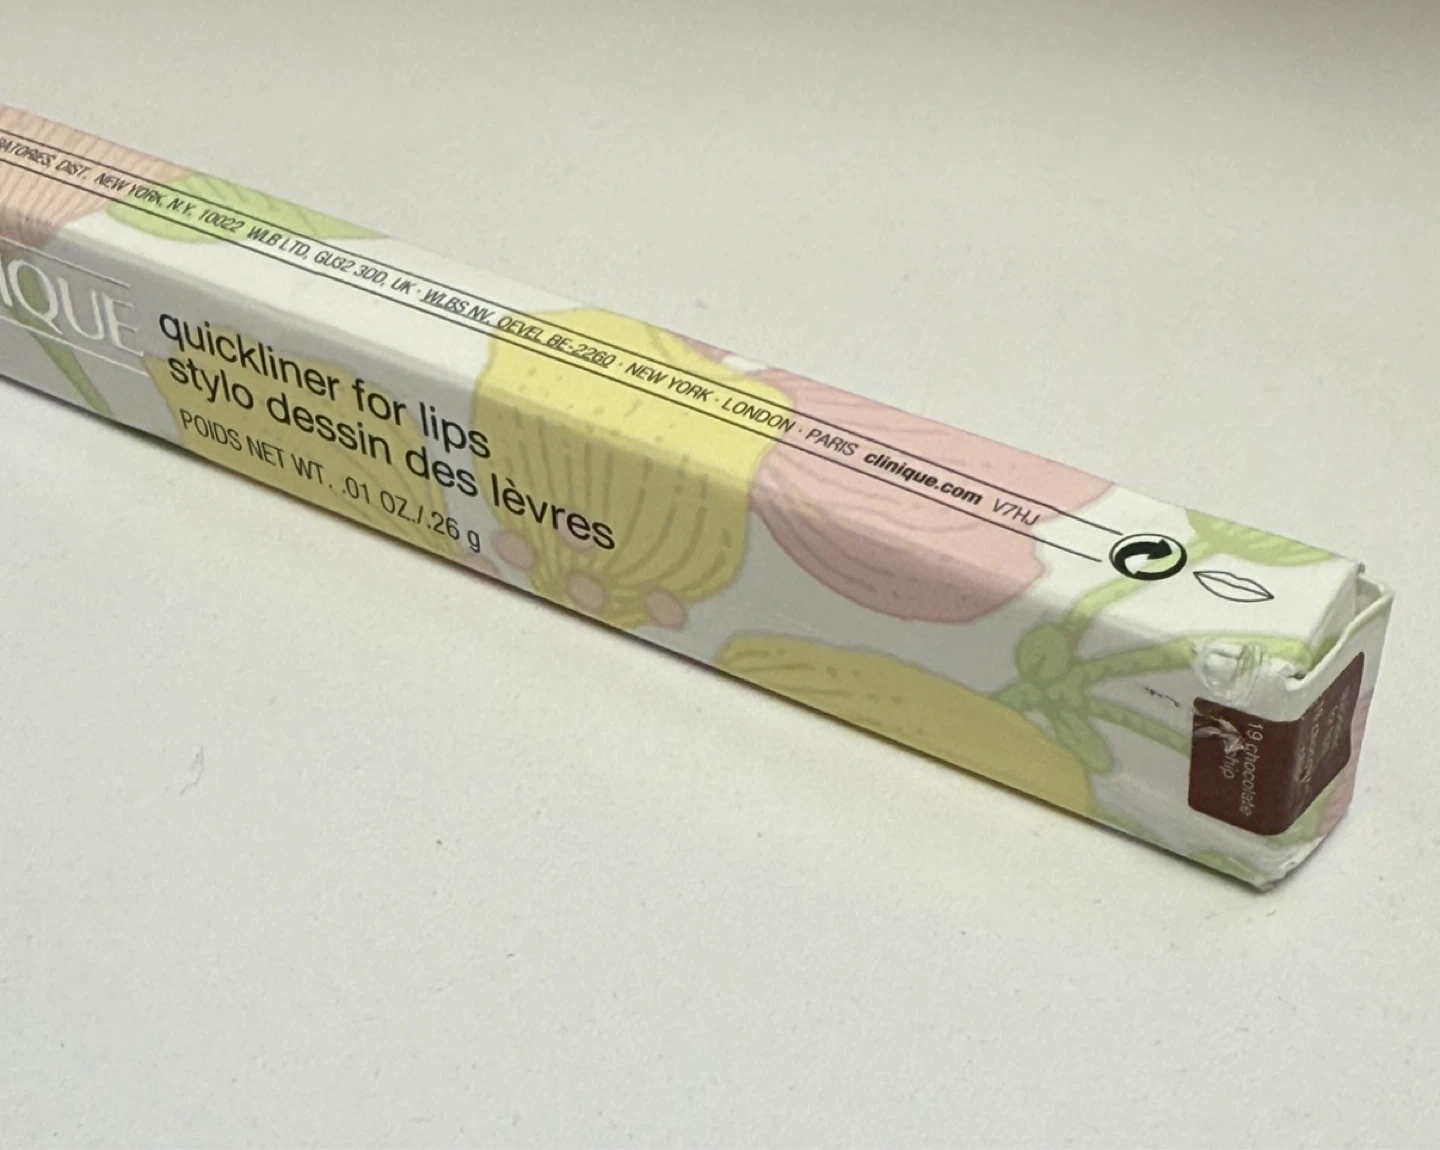 RATORIES, DIST. NEW YORK, N.Y. 10022 WLB LTD, GU32 3DD, UK · WLBS NV, OEVEL BE-2260 · NEW YORK · LONDON · PARIS clinique.com V7HJ
IQUE
quickliner for lips
stylo dessin des lèvres
POIDS NET WT. .01 OZ./.26 g
19 chocolate
chip